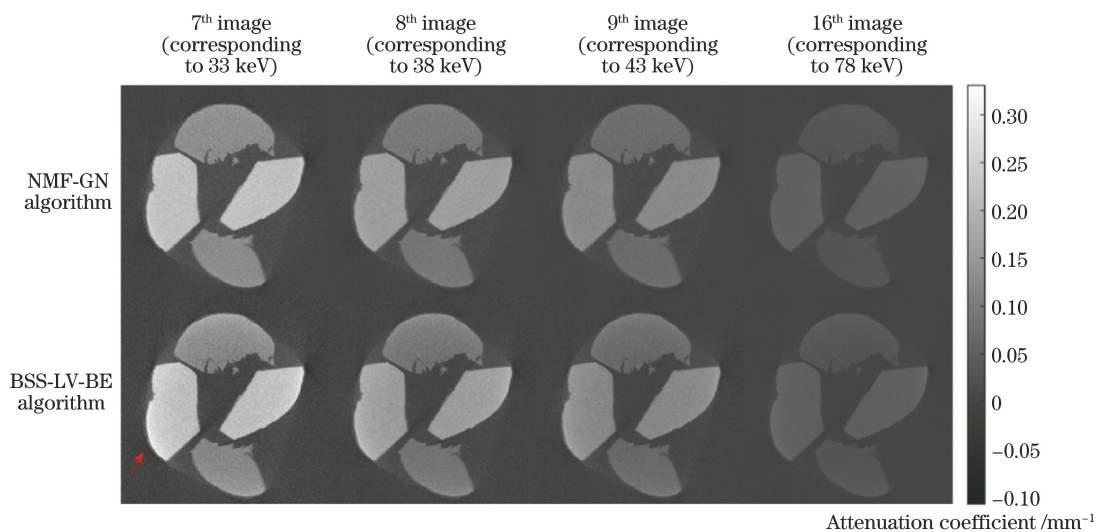 7th image
(corresponding
to 33 keV)
8th image
(corresponding
to 38 keV)
9th image
(corresponding
to 43 keV)
16th image
(corresponding
to 78 keV)
NMF-GN
algorithm
BSS-LV-BE
algorithm
0.30
0.25
0.20
0.15
0.10
0.05
0
−0.05
−0.10
Attenuation coefficient /mm−1